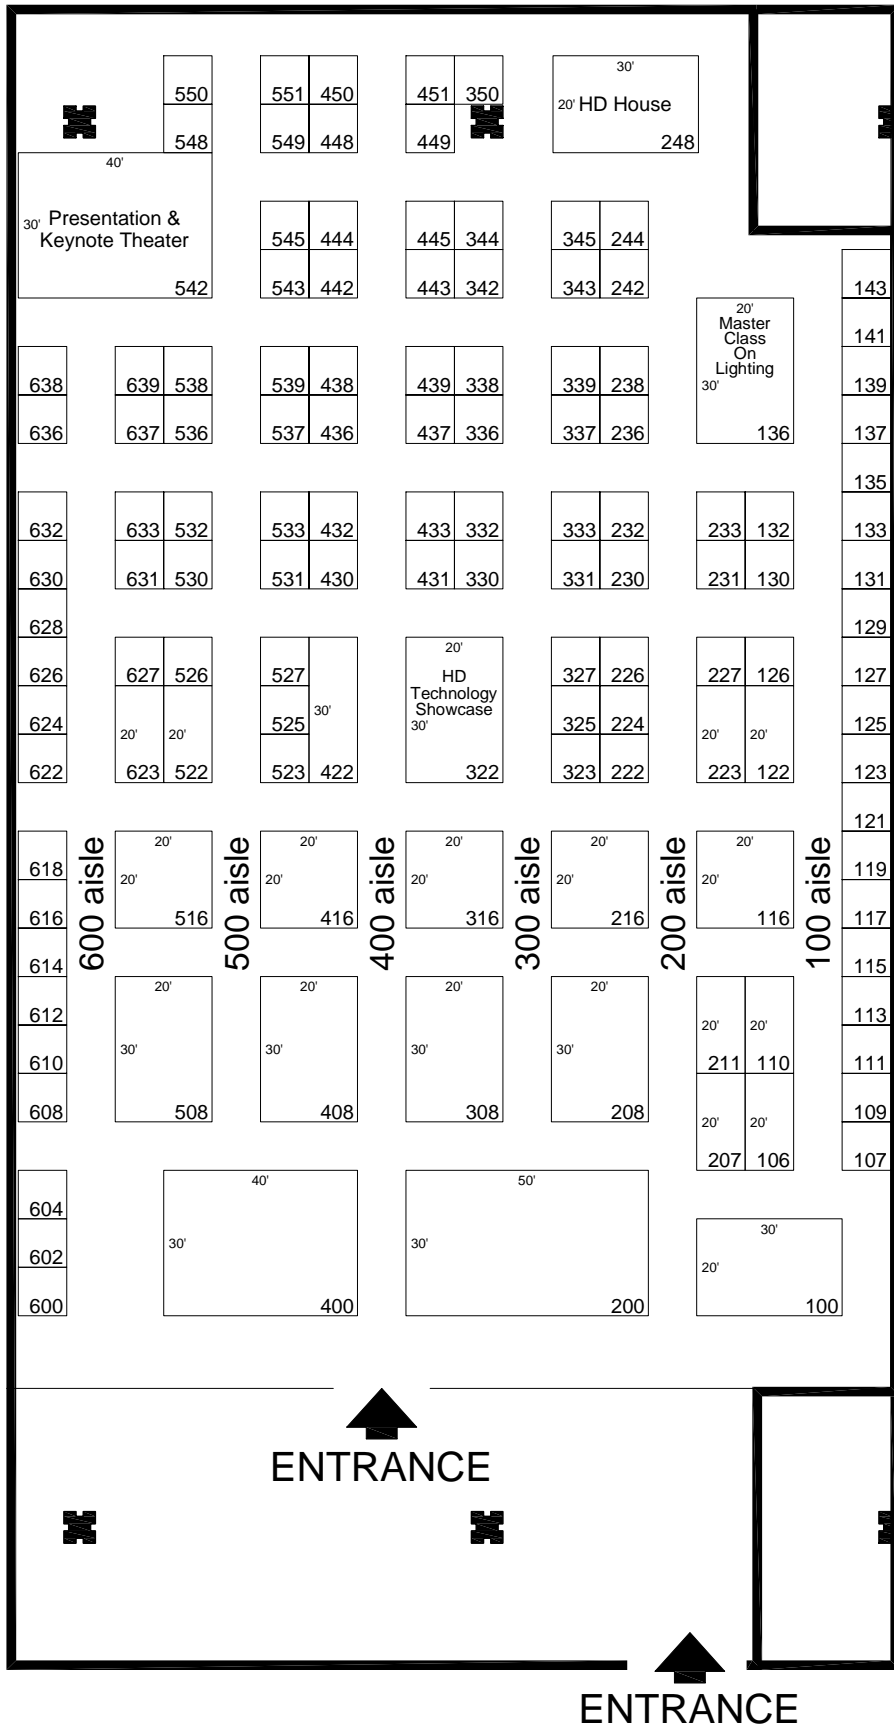 30'
550 551 450 451 350 20' HD House
548 549 448 449 248
40'
30' Presentation &
Keynote Theater
542
545 444 445 344 345 244
543 442 443 342 343 242
143
20'
Master
Class
On
Lighting
30'
136
141
638 639 538 539 438 439 338 339 238 139
636 637 536 537 436 437 336 337 236 137
135
632 633 532 533 432 433 332 333 232 233 132 133
630 631 530 531 430 431 330 331 230 231 130 131
628 129
20'
HD
Technology
Showcase
30'
322
626 627 526 527 327 226 227 126 127
624 20' 20' 525 30' 325 224 20' 20' 125
622 623 522 523 422 323 222 223 122 123
121
600 aisle
500 aisle
400 aisle
300 aisle
200 aisle
100 aisle
20' 20' 20' 20' 20'
618 20' 20' 20' 20' 20' 119
616 516 416 316 216 116 117
614 115
20' 20' 20' 20'
612 20' 20' 113
610 30' 30' 30' 30' 211 110 111
608 508 408 308 208 109
20' 20'
207 106 107
40' 50'
604
30'
602 30' 30' 20'
600 400 200 100
ENTRANCE
ENTRANCE